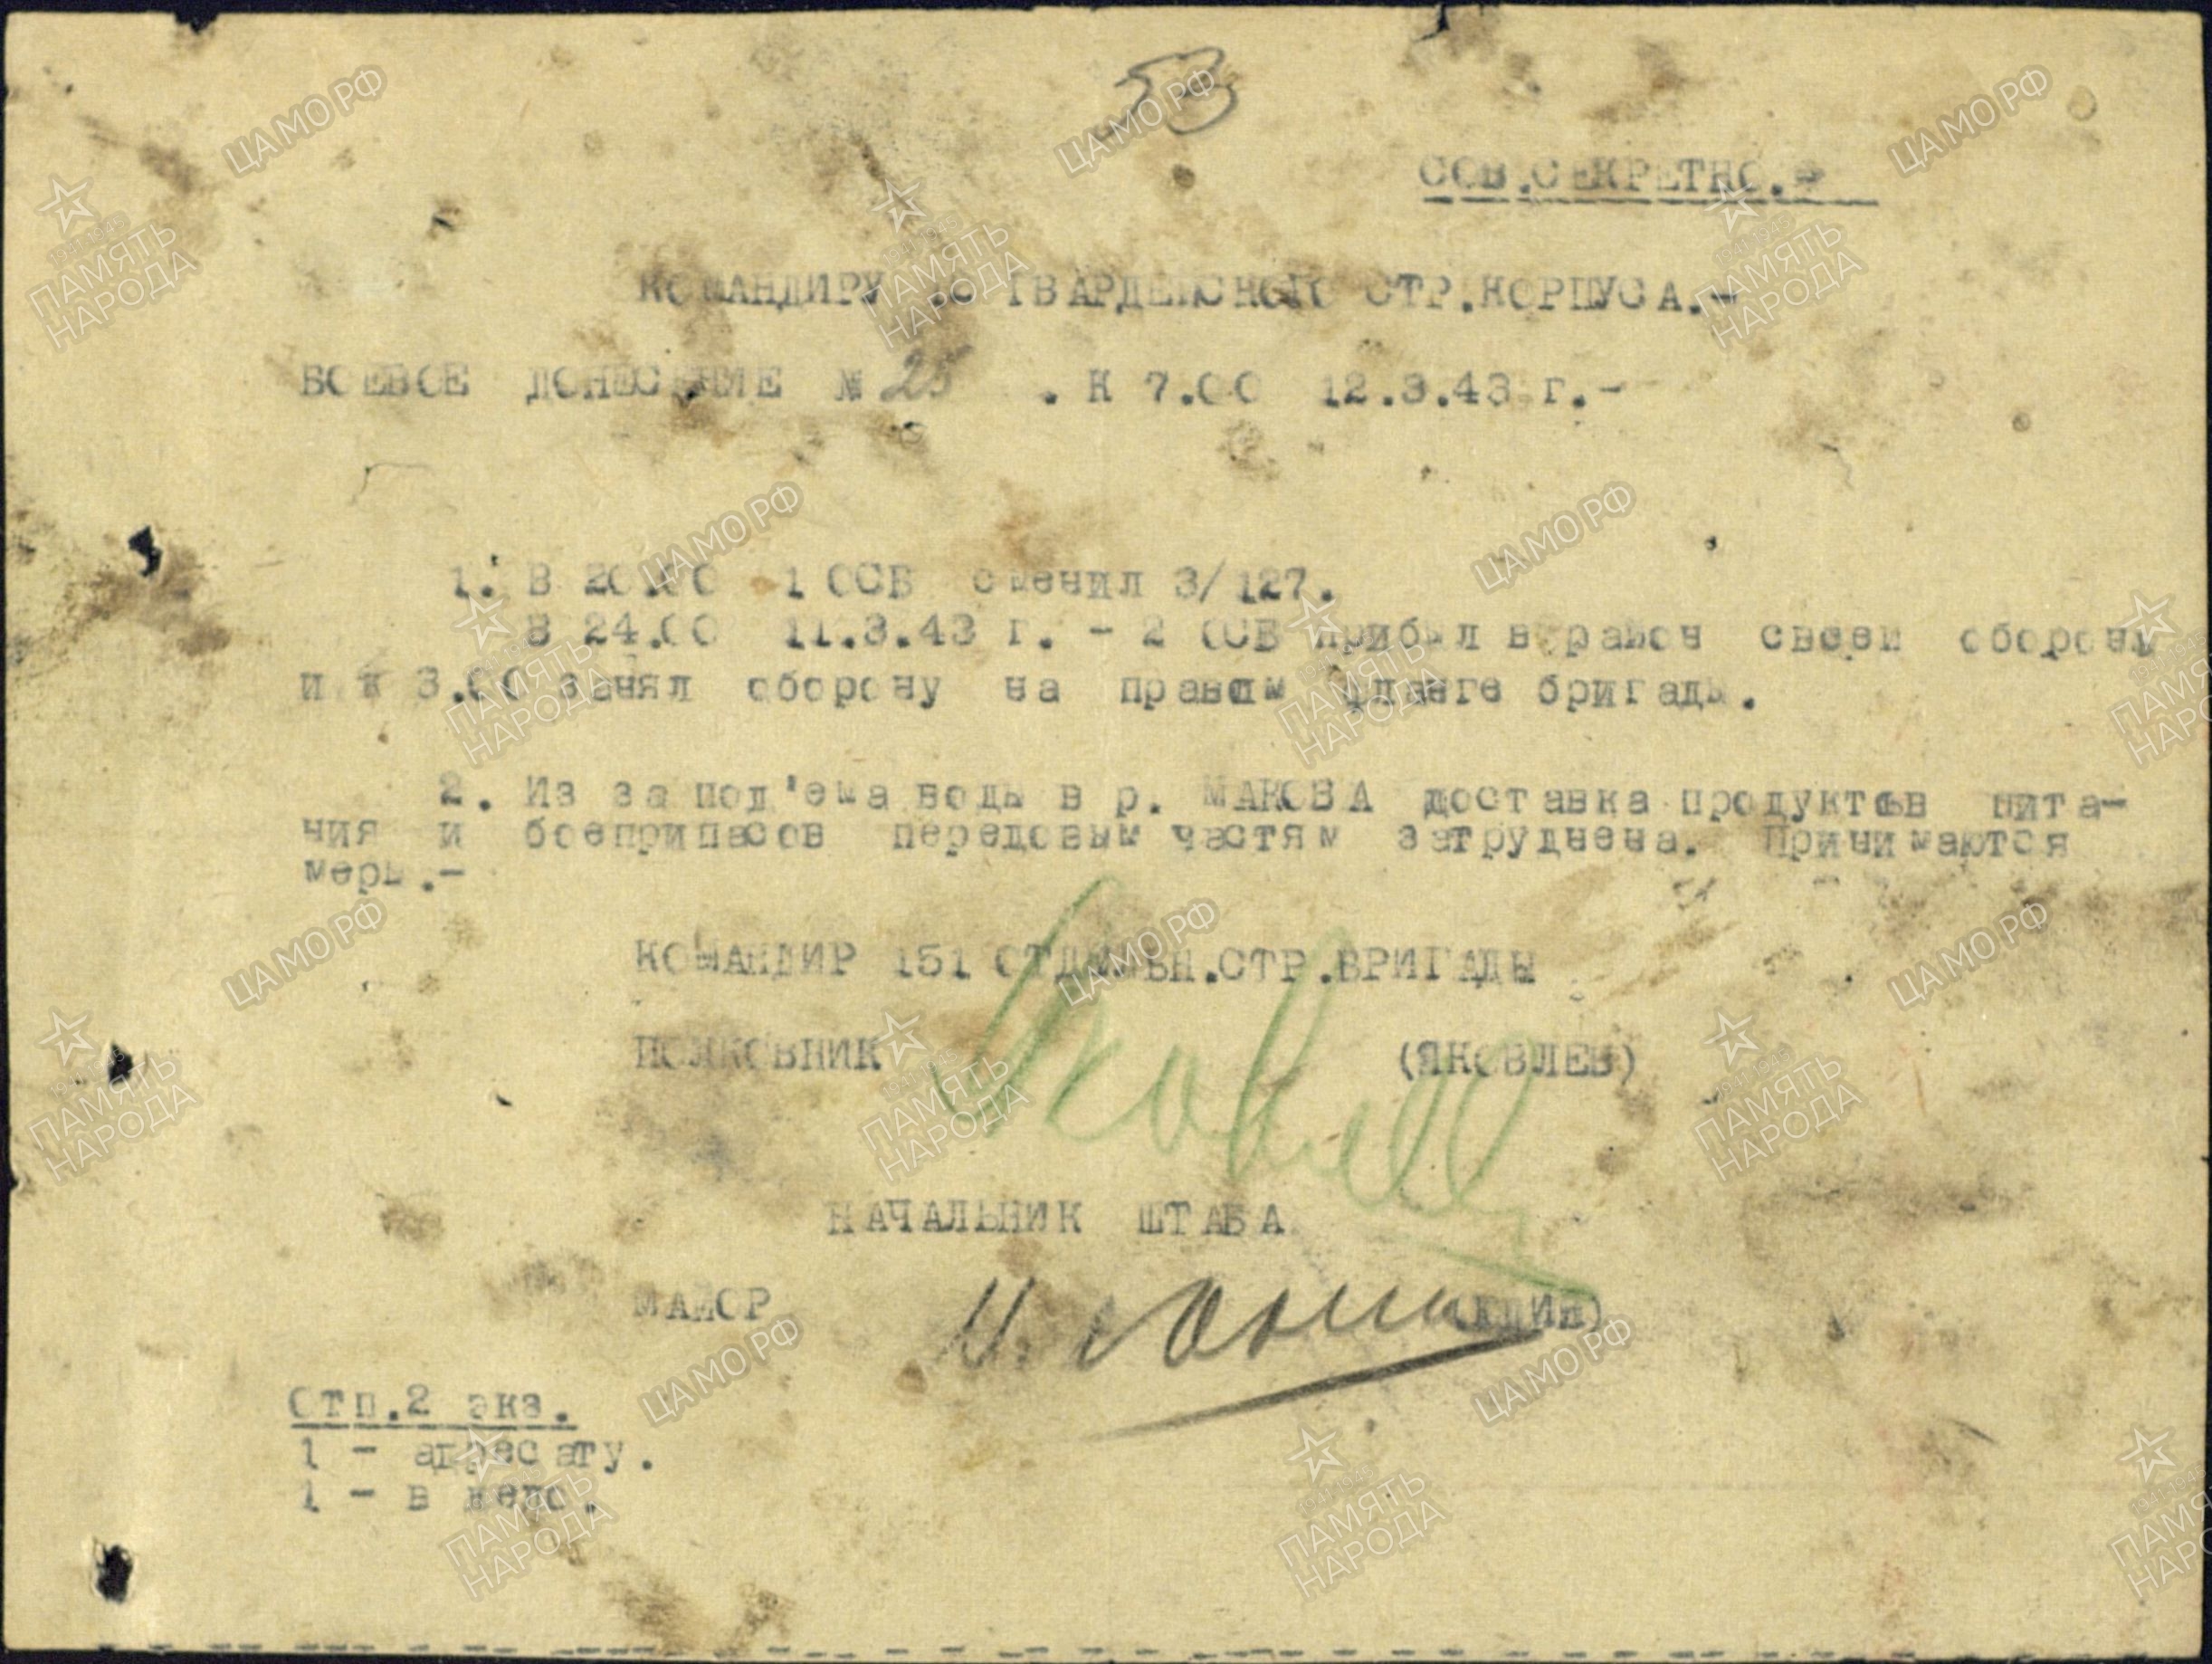 53
СОВ.СЕКРЕТНО.-
КОМАНДИРУ ГВАРДЕЙСКОГО СТР.КОРПУСА.-
БОЕВОЕ ДОНЕСЕНИЕ № 25 . К 7.00 12.3.43 г.-
1. В 20.00 1 ОСБ сменил 3/127.
В 24.00 11.3.43 г. - 2 ОСБ прибыл в район своей обороны
и к 3.00 занял оборону на правом фланге бригады.
2. Из за под'ема воды в р. МАКОВА доставка продуктов пита-
ния и боеприпасов передовым частям затруднена. Принимаются
меры.-
КОМАНДИР 151 ОТДЕЛЬН.СТР.БРИГАДЫ
ПОЛКОВНИК (ЯКОВЛЕВ)
НАЧАЛЬНИК ШТАБА
МАЙОР
Отп.2 экз.
1 - адресату.
1 - в дело.